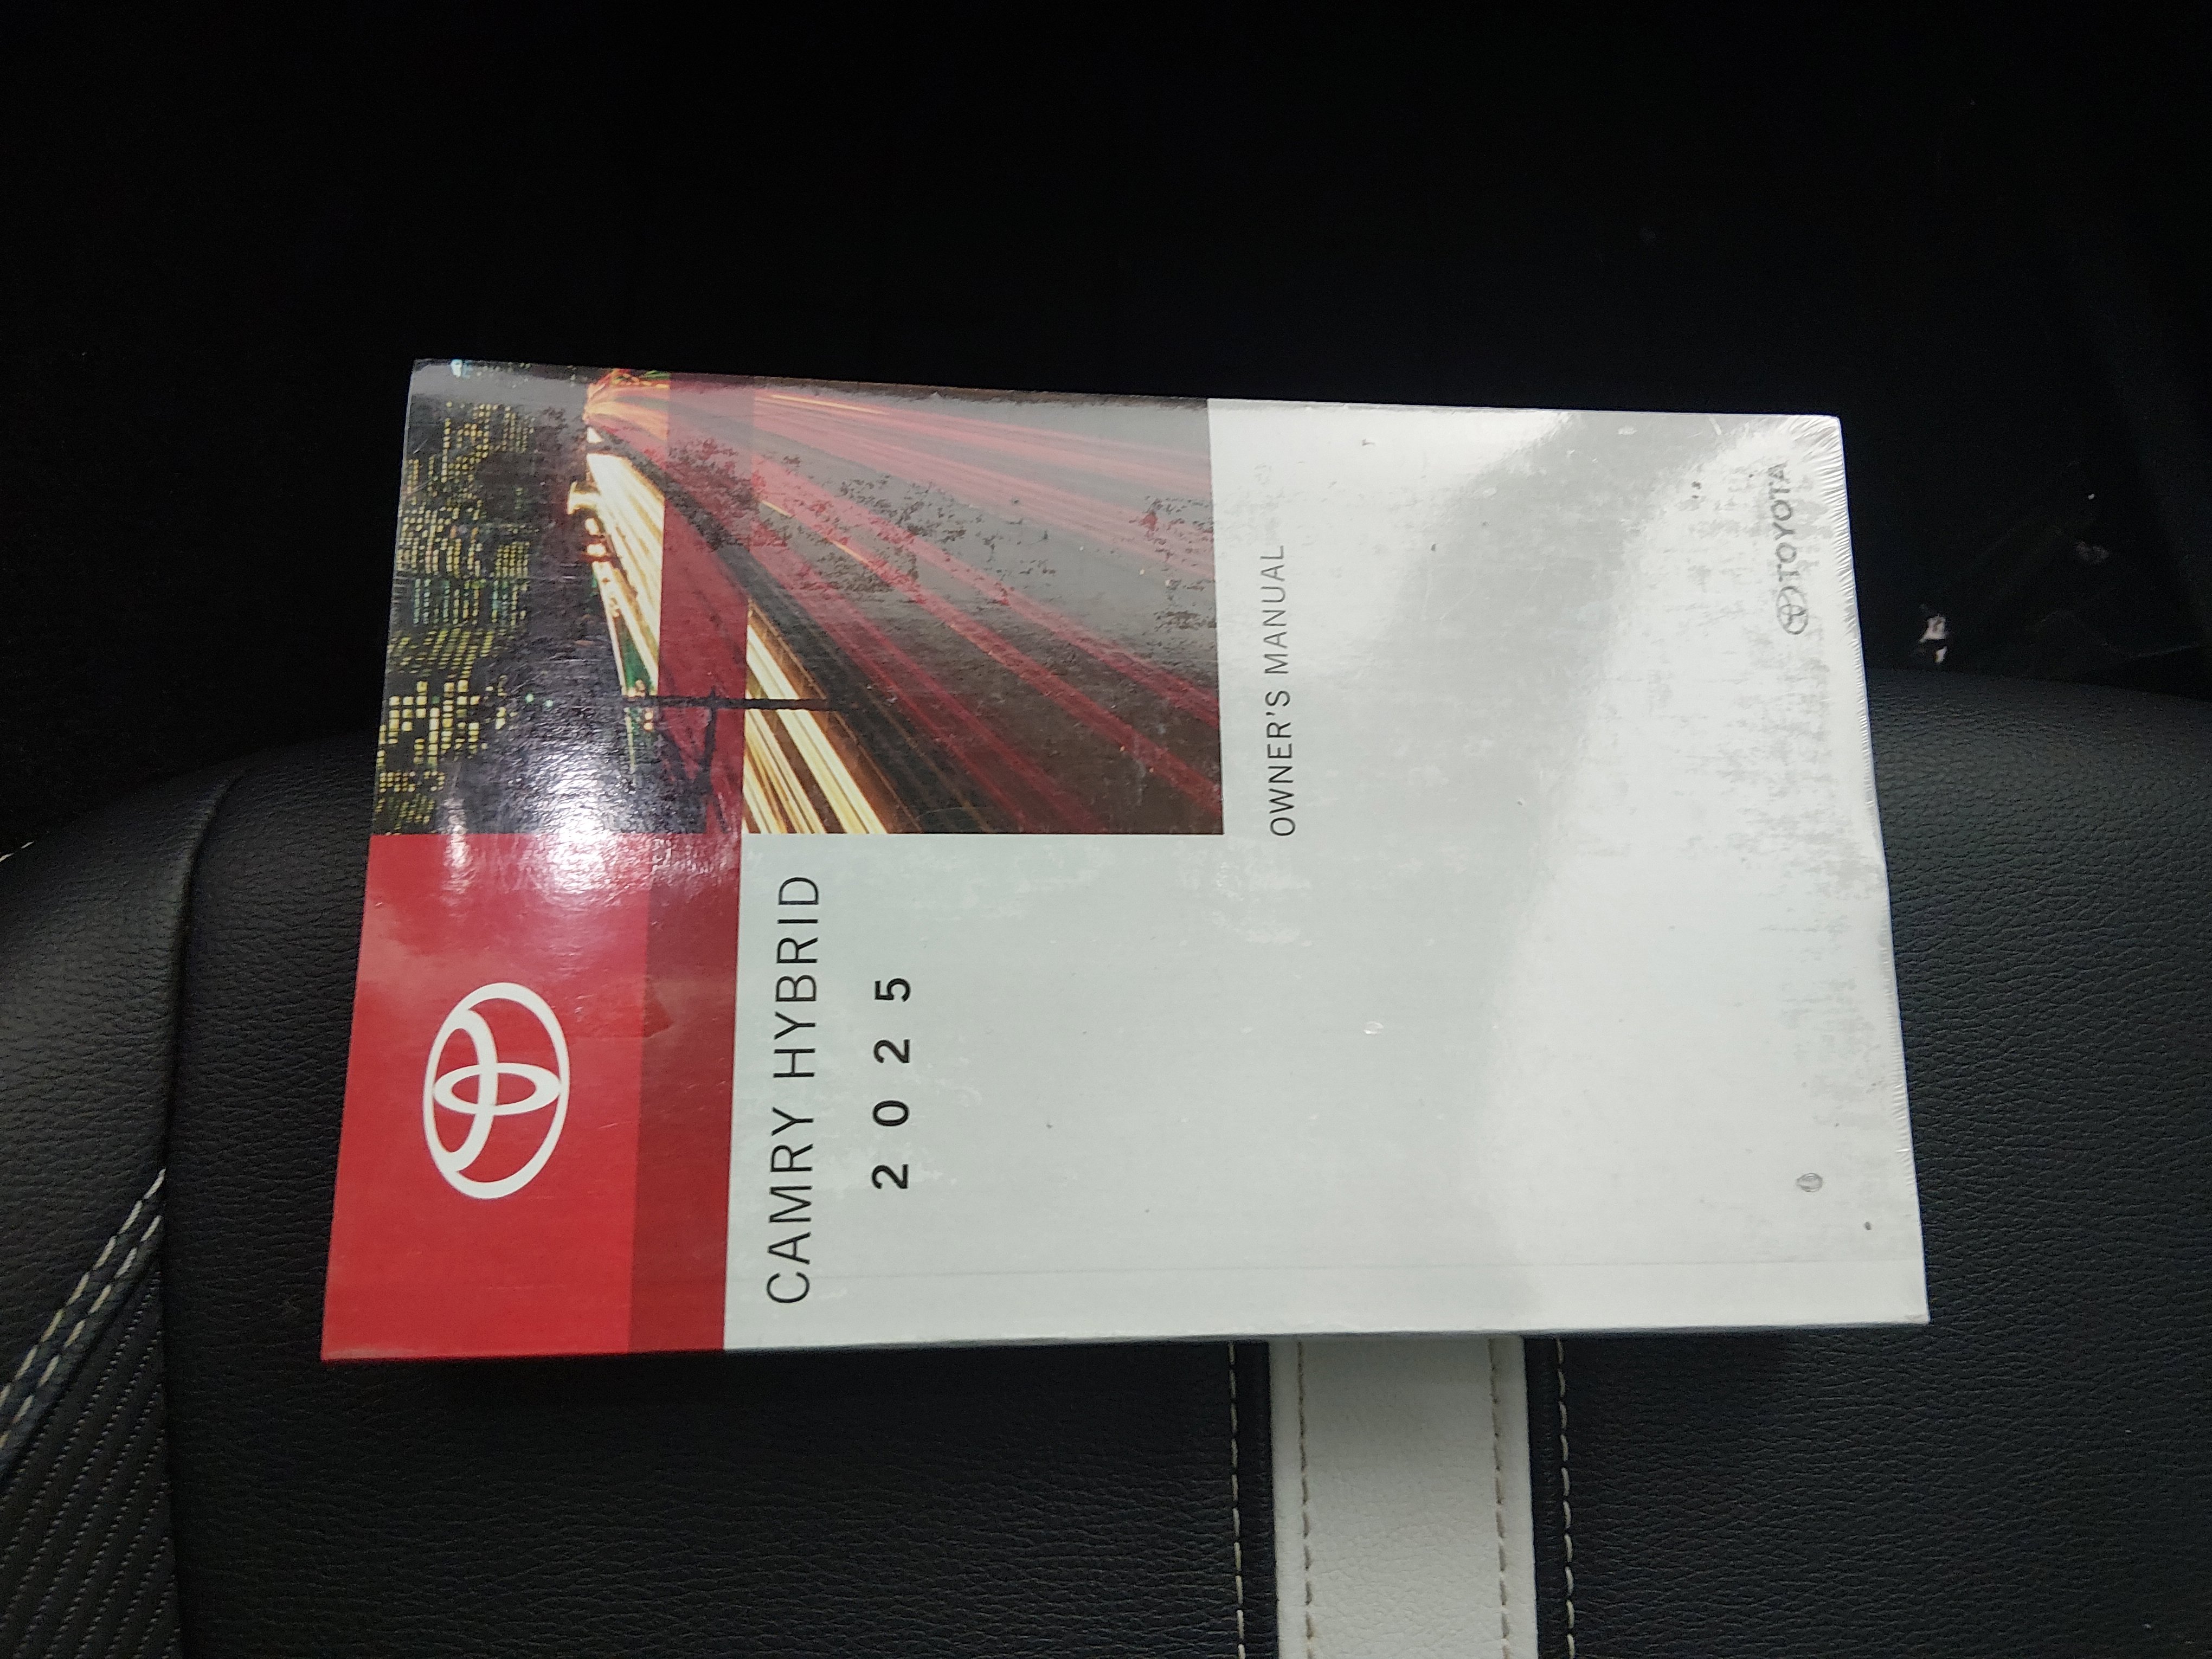 CAMRY HYBRID
2025
OWNER'S MANUAL
TOYOTA